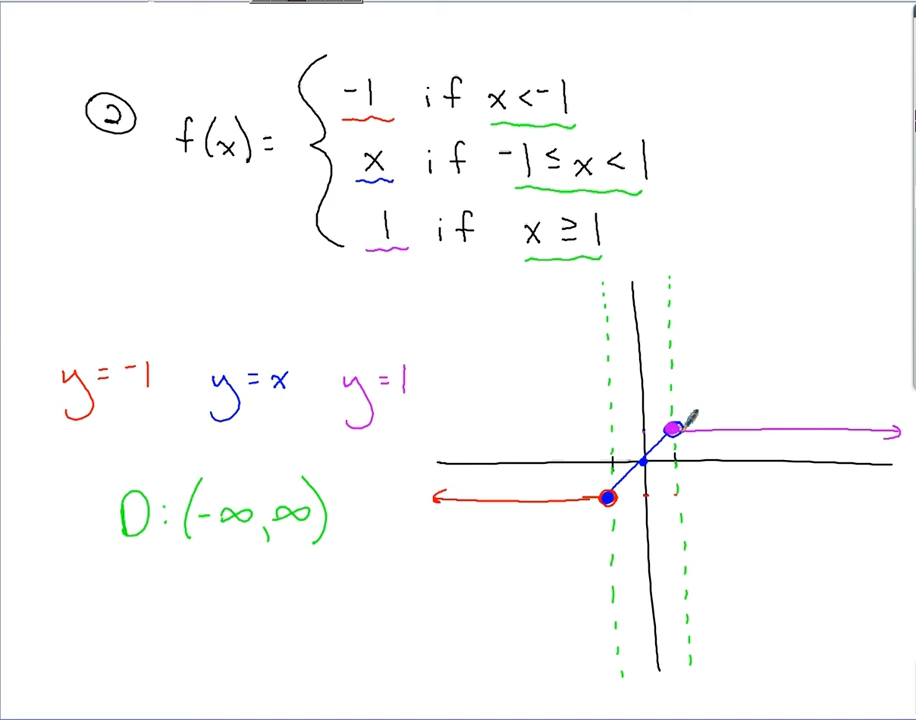 ②
-1 if x<-1
f(x)= { x if -1≤x<1
1 if x≥1
y=-1 y=x y=1
D:(-∞,∞)